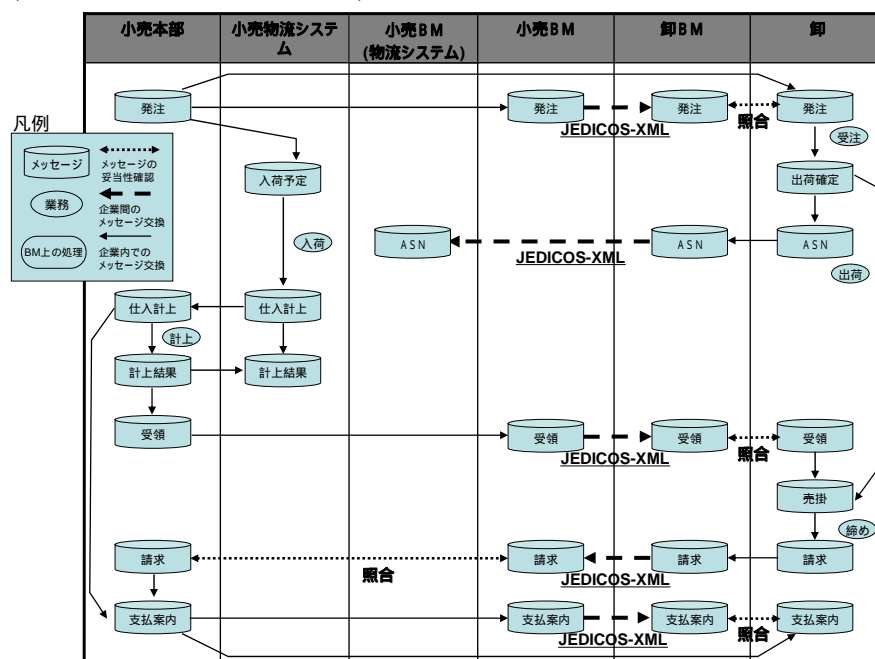 小売本部
小売物流システム
小売BM
(物流システム)
小売BM
卸BM
卸
発注
発注
発注
発注
JEDICOS-XML
照合
受注
凡例
メッセージ
メッセージの
妥当性確認
業務
企業間の
メッセージ交換
BM上の処理
企業内での
メッセージ交換
入荷予定
出荷確定
入荷
ASN
ASN
ASN
JEDICOS-XML
出荷
仕入計上
仕入計上
計上
計上結果
計上結果
受領
受領
受領
受領
JEDICOS-XML
照合
売掛
締め
請求
請求
請求
請求
照合
JEDICOS-XML
支払案内
支払案内
支払案内
支払案内
JEDICOS-XML
照合